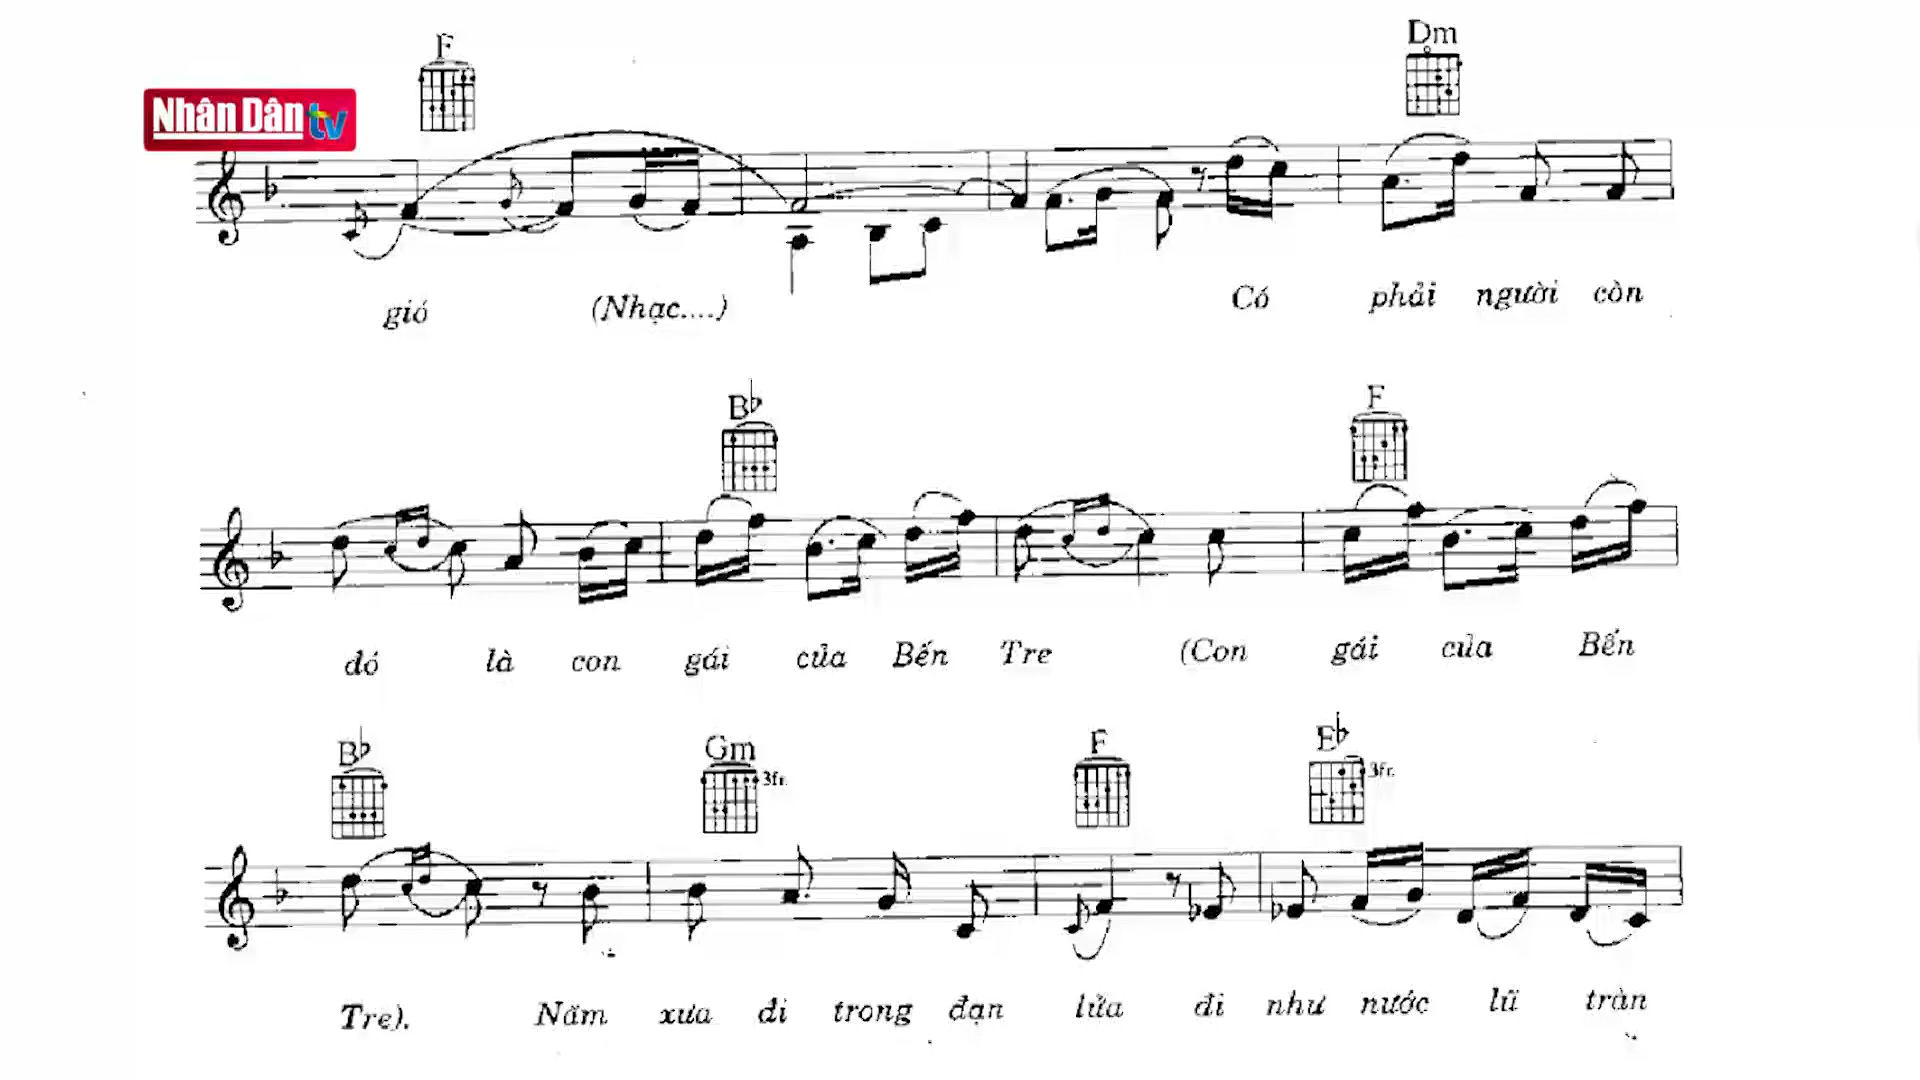 F Dm
Nhân Dân tv
gió (Nhạc....) Có phải người còn
B♭ F
đó là con gái của Bến Tre (Con gái của Bến
B♭ Gm 3fr. F E♭ 3fr.
Tre). Năm xưa đi trong đạn lửa đi như nước lũ tràn